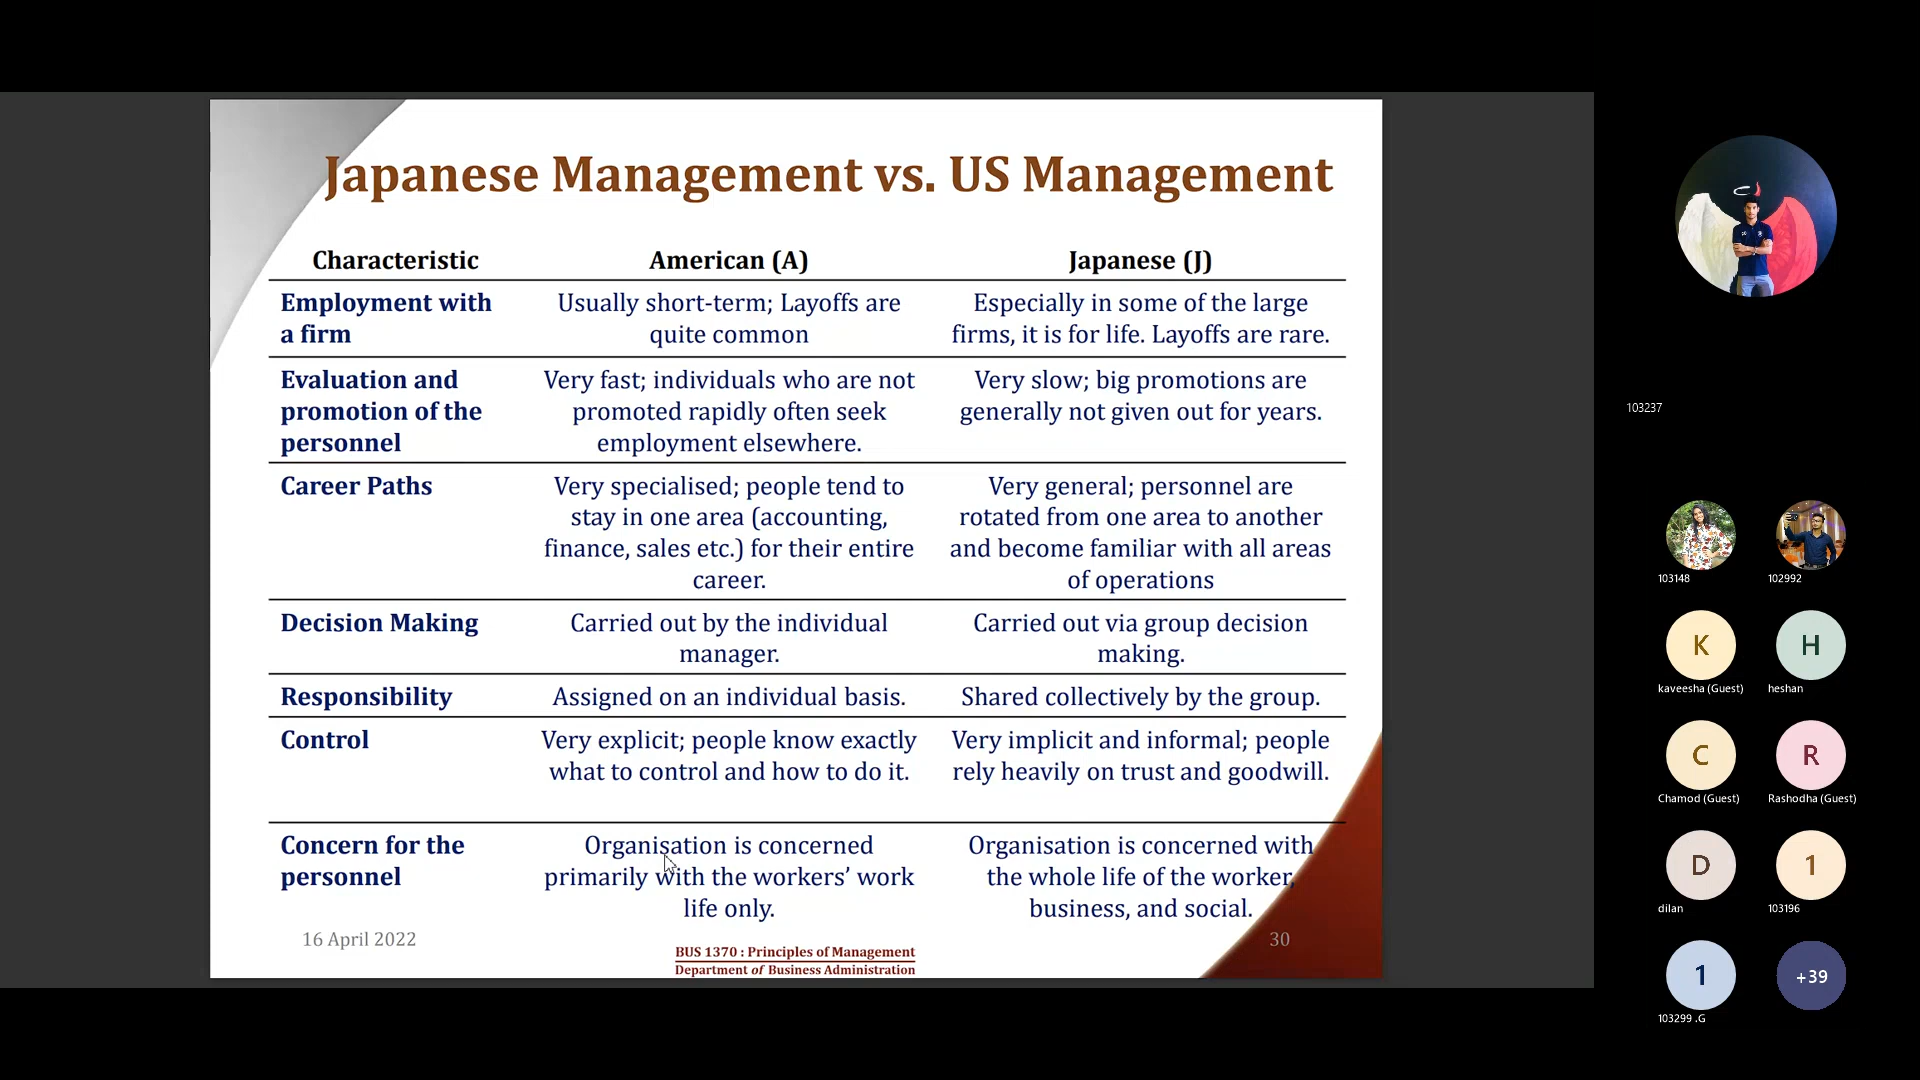 Japanese Management vs. US Management
Characteristic
American (A)
Japanese (J)
Employment with
a firm
Usually short-term; Layoffs are
quite common
Especially in some of the large
firms, it is for life. Layoffs are rare.
Evaluation and
promotion of the
personnel
Very fast; individuals who are not
promoted rapidly often seek
employment elsewhere.
Very slow; big promotions are
generally not given out for years.
Career Paths
Very specialised; people tend to
stay in one area (accounting,
finance, sales etc.) for their entire
career.
Very general; personnel are
rotated from one area to another
and become familiar with all areas
of operations
Decision Making
Carried out by the individual
manager.
Carried out via group decision
making.
Responsibility
Assigned on an individual basis.
Shared collectively by the group.
Control
Very explicit; people know exactly
what to control and how to do it.
Very implicit and informal; people
rely heavily on trust and goodwill.
Concern for the
personnel
Organisation is concerned
primarily with the workers’ work
life only.
Organisation is concerned with
the whole life of the worker,
business, and social.
16 April 2022
BUS 1370 : Principles of Management
Department of Business Administration
30
103237
103148
102992
K
kaveesha (Guest)
H
heshan
C
Chamod (Guest)
R
Rashodha (Guest)
D
dilan
1
103196
1
103299 .G
+39